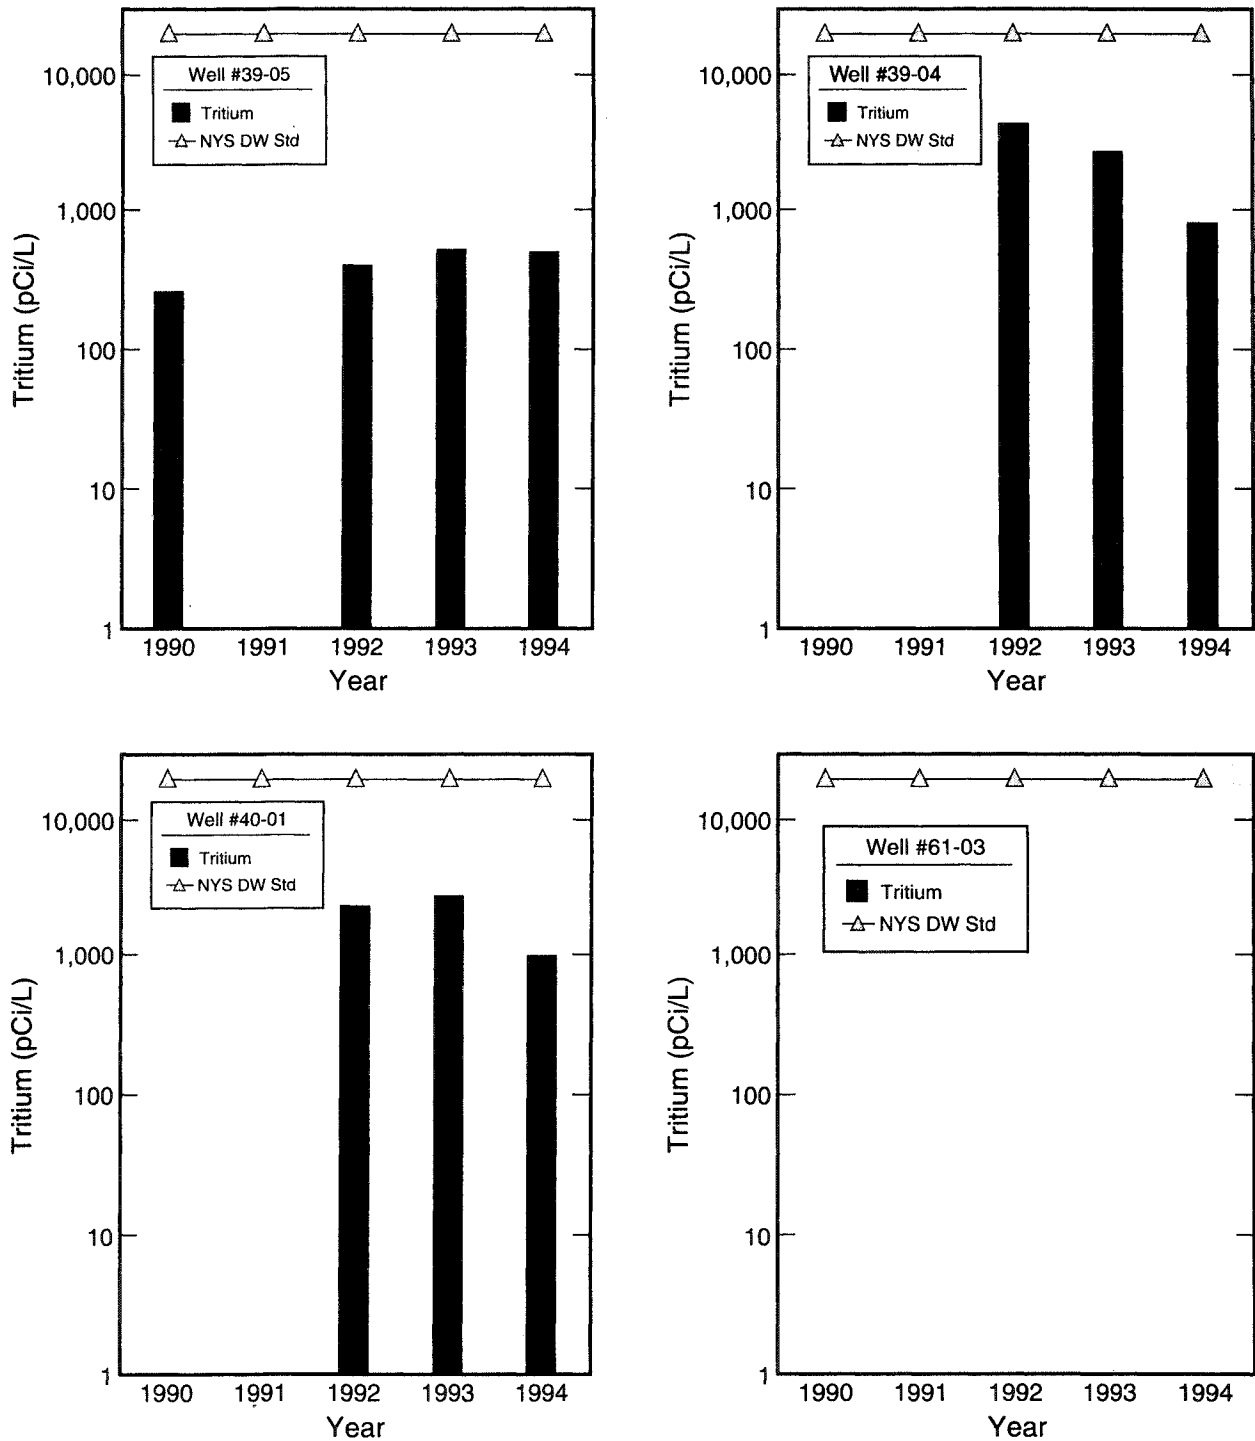 Well #39-05
Tritium
NYS DW Std
10,000
1,000
100
10
1
Tritium (pCi/L)
1990 1991 1992 1993 1994
Year
Well #39-04
Tritium
NYS DW Std
10,000
1,000
100
10
1
Tritium (pCi/L)
1990 1991 1992 1993 1994
Year
Well #40-01
Tritium
NYS DW Std
10,000
1,000
100
10
1
Tritium (pCi/L)
1990 1991 1992 1993 1994
Year
Well #61-03
Tritium
NYS DW Std
10,000
1,000
100
10
1
Tritium (pCi/L)
1990 1991 1992 1993 1994
Year